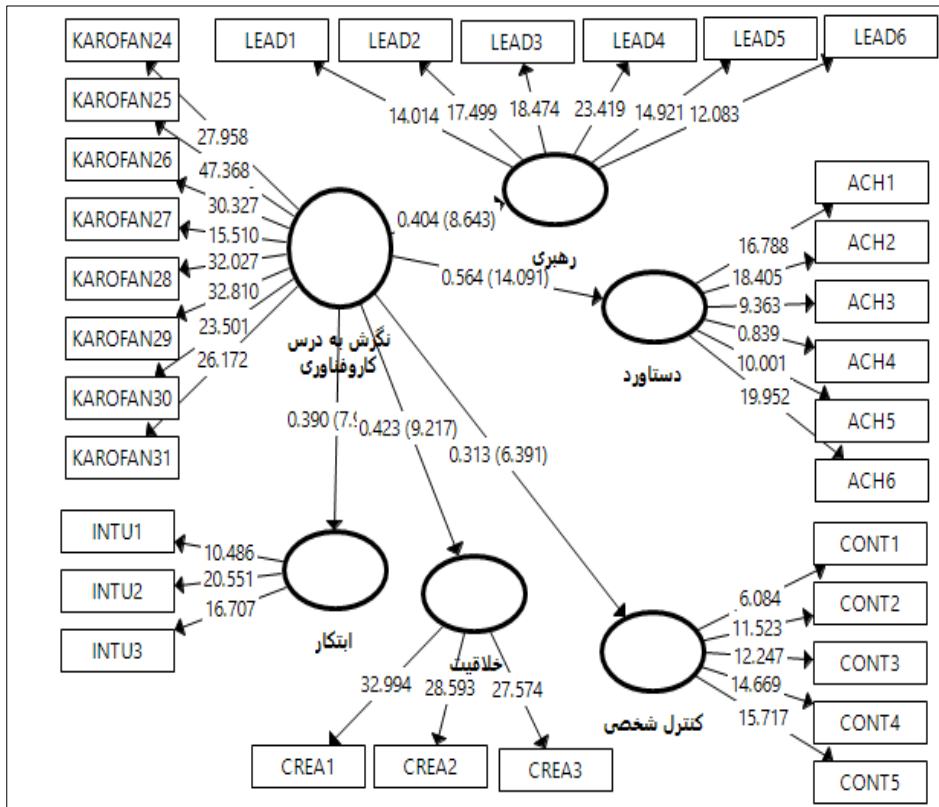 KAROFAN24
KAROFAN25
KAROFAN26
KAROFAN27
KAROFAN28
KAROFAN29
KAROFAN30
KAROFAN31
27.958
47.368
30.327
15.510
32.027
32.810
23.501
26.172
نگرش به درس
کاروفناوری
LEAD1
LEAD2
LEAD3
LEAD4
LEAD5
LEAD6
14.014
17.499
18.474
23.419
14.921
12.083
0.404 (8.643)
رهبری
0.564 (14.091)
ACH1
ACH2
ACH3
ACH4
ACH5
ACH6
16.788
18.405
9.363
0.839
10.001
19.952
دستاورد
0.390 (7.9
0.423 (9.217)
0.313 (6.391)
INTU1
INTU2
INTU3
10.486
20.551
16.707
ابتکار
خلاقیت
32.994
28.593
27.574
CREA1
CREA2
CREA3
کنترل شخصی
6.084
11.523
12.247
14.669
15.717
CONT1
CONT2
CONT3
CONT4
CONT5